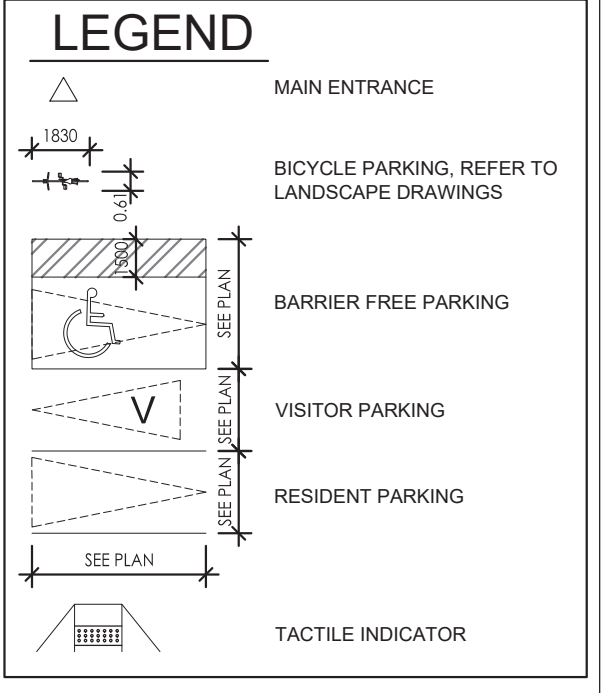 LEGEND
MAIN ENTRANCE
1830
0.61
BICYCLE PARKING, REFER TO
LANDSCAPE DRAWINGS
1500
SEE PLAN
BARRIER FREE PARKING
V
SEE PLAN
VISITOR PARKING
SEE PLAN
RESIDENT PARKING
SEE PLAN
TACTILE INDICATOR